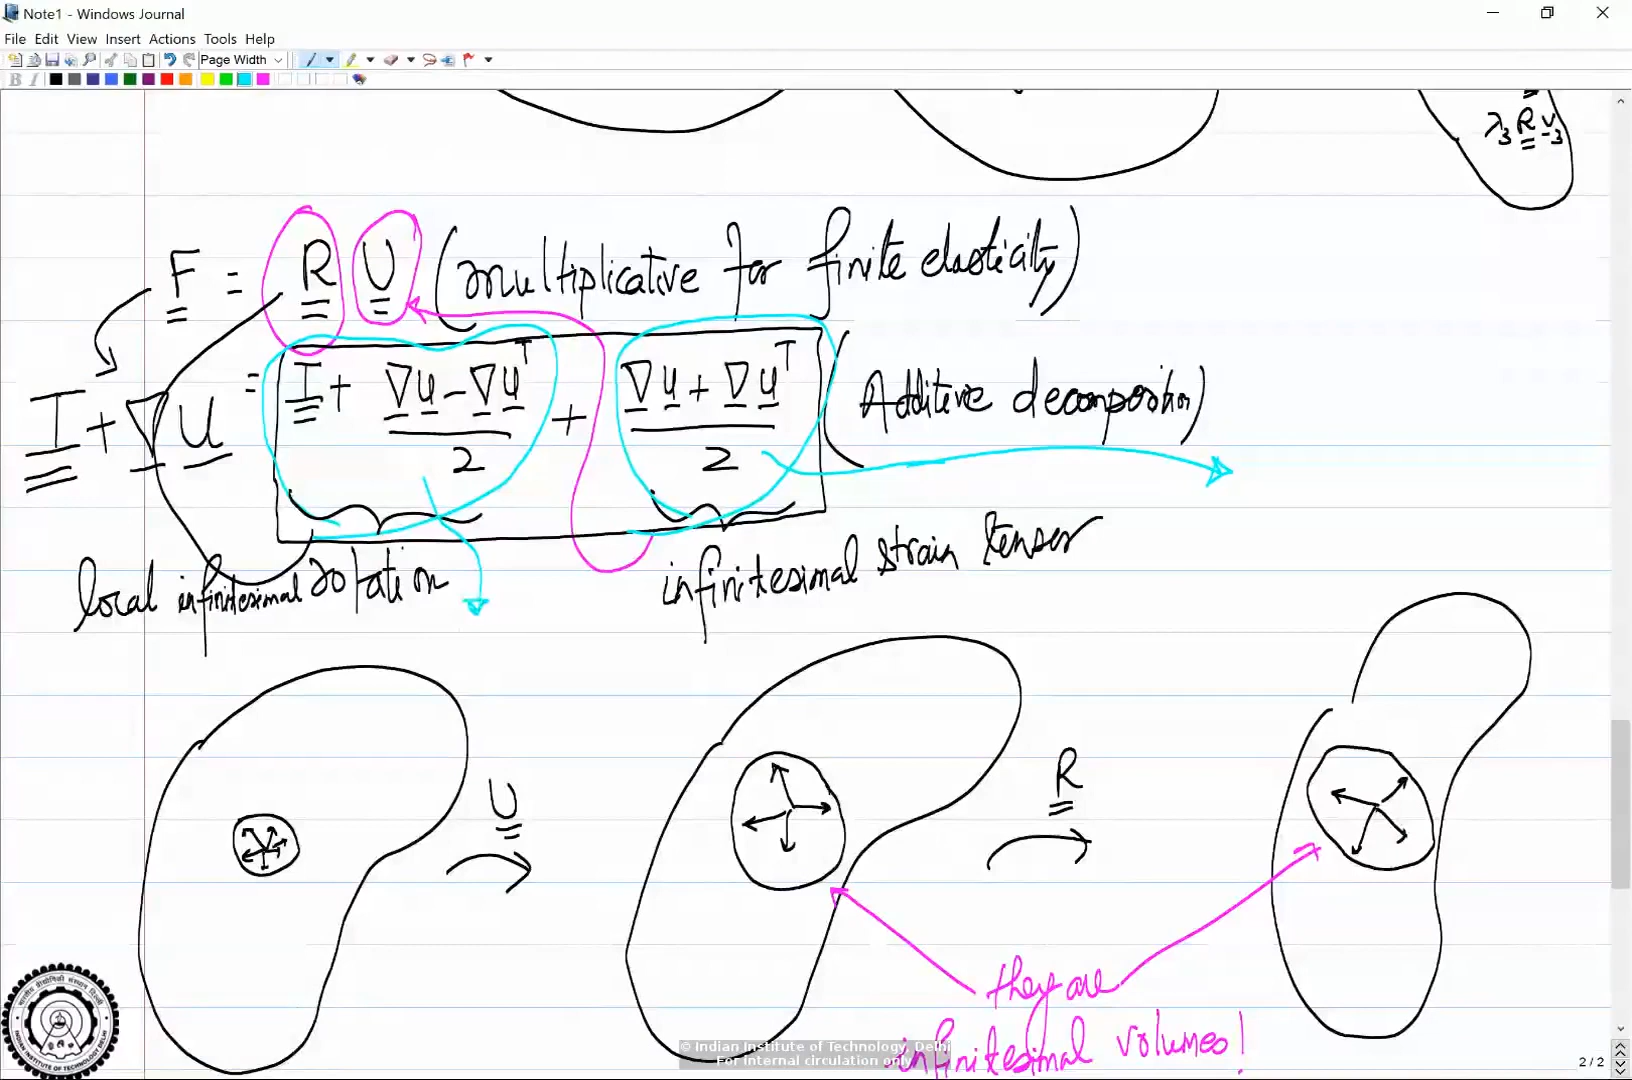 Note1 - Windows Journal
File Edit View Insert Actions Tools Help
Page Width
B I
λ₃ R v₃
F = R U (multiplicative for finite elasticity)
I + ∇u = I + (∇u - ∇uᵀ)/2 + (∇u + ∇uᵀ)/2 (Additive decomposition)
local infinitesimal rotation infinitesimal strain tensor
U R
they are
infinitesimal volumes!
© Indian Institute of Technology, Delhi
For internal circulation only
2 / 2